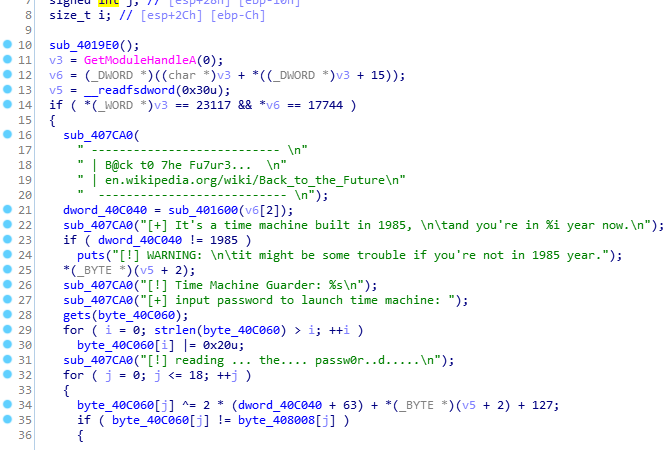 7 signed int j; // [esp+28h] [ebp-10h]
8 size_t i; // [esp+2Ch] [ebp-Ch]
9
10 sub_4019E0();
11 v3 = GetModuleHandleA(0);
12 v6 = (_DWORD *)((char *)v3 + *((_DWORD *)v3 + 15));
13 v5 = __readfsdword(0x30u);
14 if ( *(_WORD *)v3 == 23117 && *v6 == 17744 )
15 {
16 sub_407CA0(
17 " --------------------------- \n"
18 " | B@ck t0 7he Fu7ur3... \n"
19 " | en.wikipedia.org/wiki/Back_to_the_Future\n"
20 " --------------------------- \n");
21 dword_40C040 = sub_401600(v6[2]);
22 sub_407CA0("[+] It's a time machine built in 1985, \n\tand you're in %i year now.\n");
23 if ( dword_40C040 != 1985 )
24 puts("[!] WARNING: \n\tit might be some trouble if you're not in 1985 year.");
25 *(_BYTE *)(v5 + 2);
26 sub_407CA0("[!] Time Machine Guarder: %s\n");
27 sub_407CA0("[+] input password to launch time machine: ");
28 gets(byte_40C060);
29 for ( i = 0; strlen(byte_40C060) > i; ++i )
30 byte_40C060[i] |= 0x20u;
31 sub_407CA0("[!] reading ... the.... passw0r..d.....\n");
32 for ( j = 0; j <= 18; ++j )
33 {
34 byte_40C060[j] ^= 2 * (dword_40C040 + 63) + *(_BYTE *)(v5 + 2) + 127;
35 if ( byte_40C060[j] != byte_408008[j] )
36 {